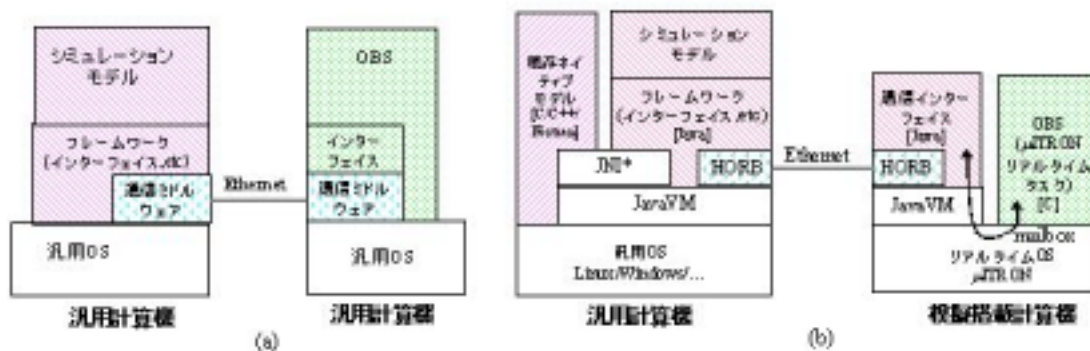 シミュレーション
モデル
フレームワーク
(インターフェイス,etc)
通信ミドル
ウェア
汎用OS
汎用計算機
Ethernet
OBS
インター
フェイス
通信ミドル
ウェア
汎用OS
汎用計算機
(a)
既存ネイ
ティブ
モデル
[C/C++/
シミュレーション
モデル
フレームワーク
(インターフェイス,etc)
[Java]
JNI*
HORB
JavaVM
汎用OS
Linux/Windows/…
汎用計算機
Ethernet
通信インター
フェイス
[Java]
HORB
JavaVM
OBS
(μITRON
リアルタイム
タスク)
[C]
mailbox
リアルタイムOS
μITRON
模擬搭載計算機
(b)